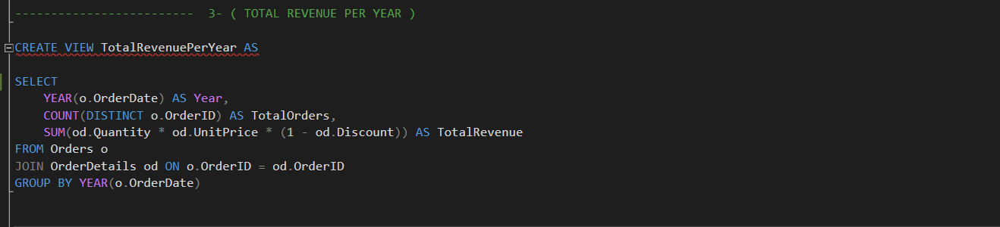 -------------------------  3- ( TOTAL REVENUE PER YEAR )
CREATE VIEW TotalRevenuePerYear AS
SELECT
YEAR(o.OrderDate) AS Year,
COUNT(DISTINCT o.OrderID) AS TotalOrders,
SUM(od.Quantity * od.UnitPrice * (1 - od.Discount)) AS TotalRevenue
FROM Orders o
JOIN OrderDetails od ON o.OrderID = od.OrderID
GROUP BY YEAR(o.OrderDate)